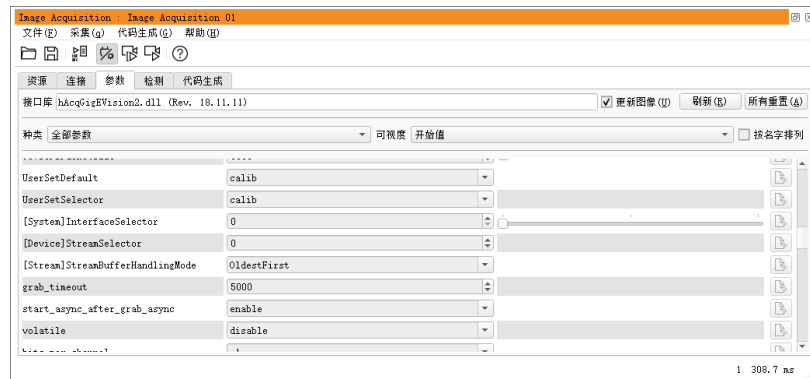 Image Acquisition : Image Acquisition 01
文件(F) 采集(q) 代码生成(G) 帮助(H)
资源 连接 参数 检测 代码生成
接口库 hAcqGigEVision2.dll (Rev. 18.11.11) 更新图像(U) 刷新(R) 所有重置(A)
种类 全部参数 可视度 开始值 按名字排列
UserSetDefault calib
UserSetSelector calib
[System]InterfaceSelector 0
[Device]StreamSelector 0
[Stream]StreamBufferHandlingMode OldestFirst
grab_timeout 5000
start_async_after_grab_async enable
volatile disable
1 308.7 ms